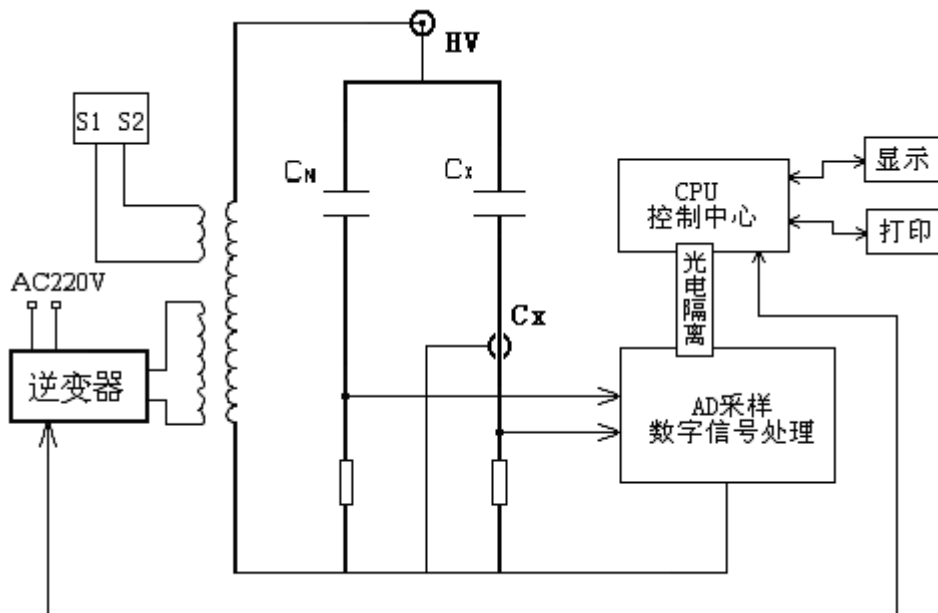 HV
S1 S2
CN
Cx
CPU
控制中心
显示
打印
光电隔离
AC220V
逆变器
Cx
AD采样
数字信号处理